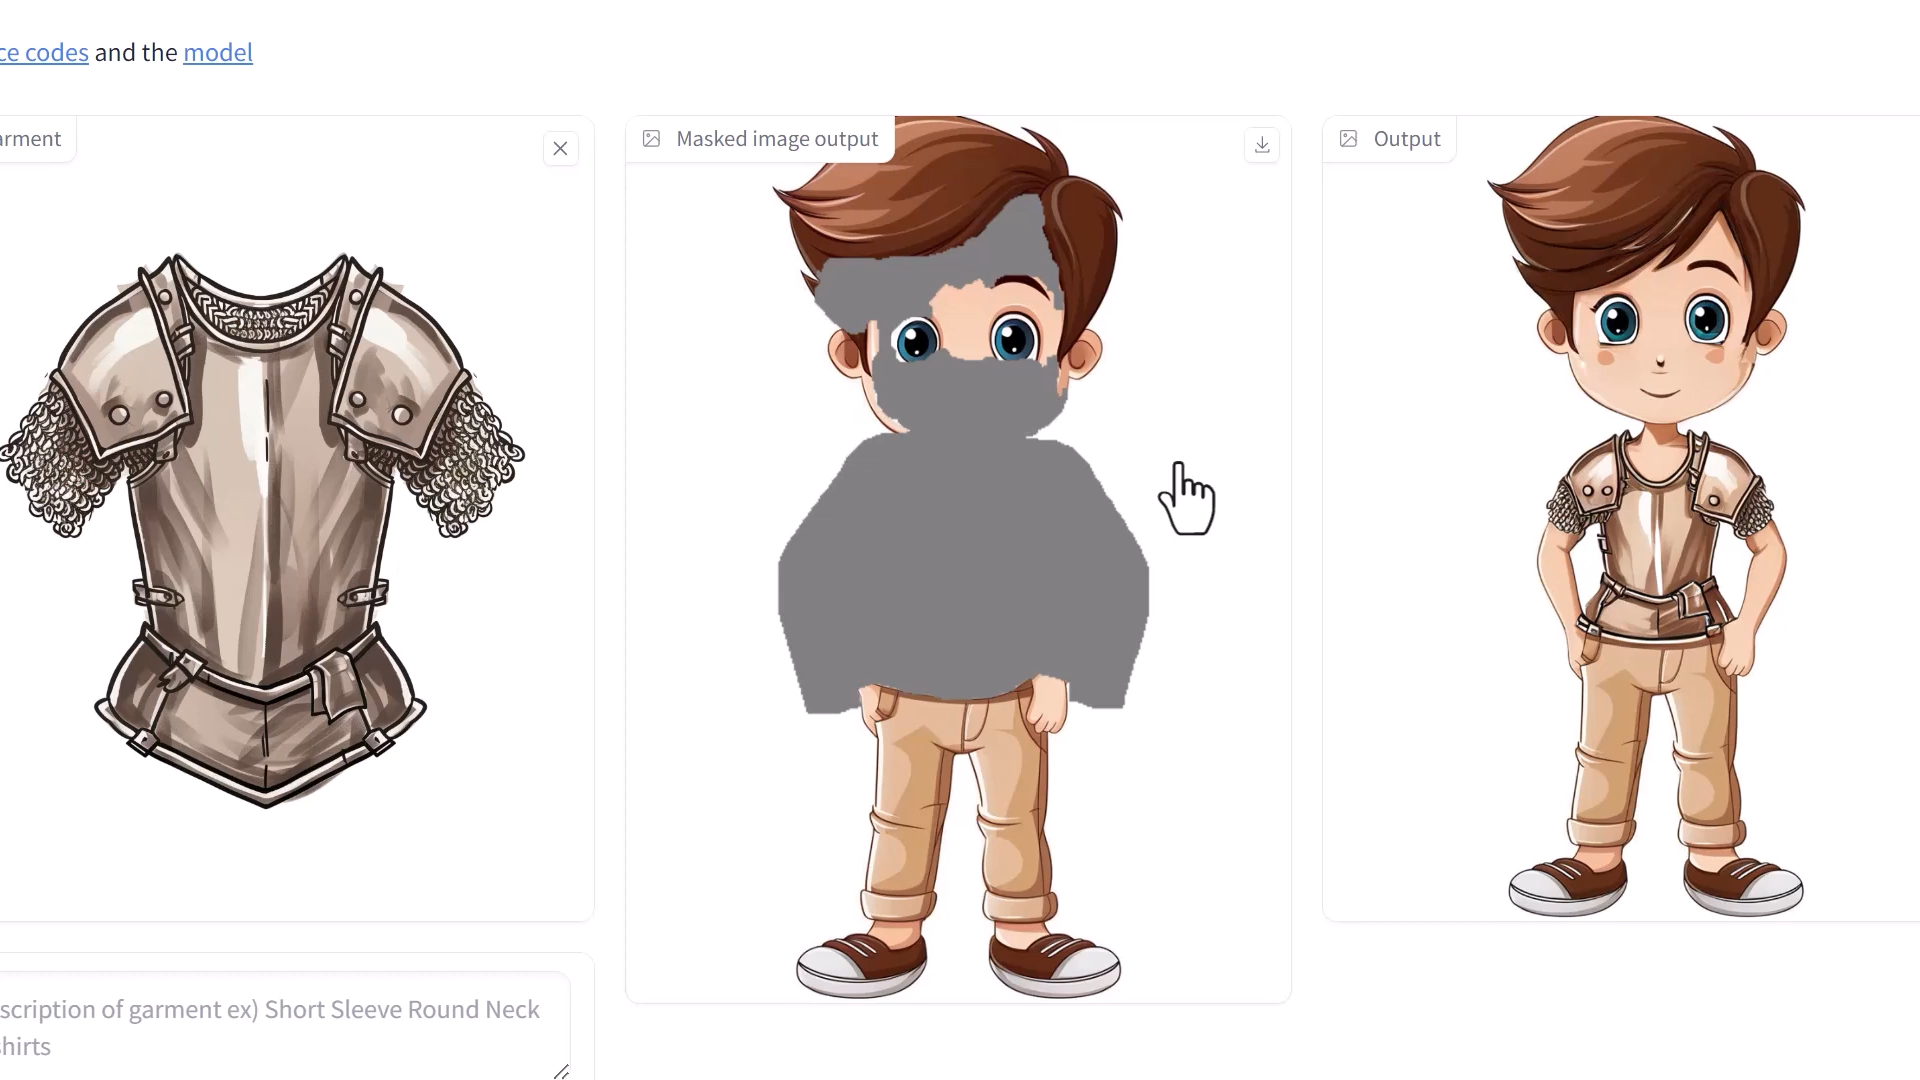 ce codes and the model
arment
Masked image output
Output
scription of garment ex) Short Sleeve Round Neck
hirts